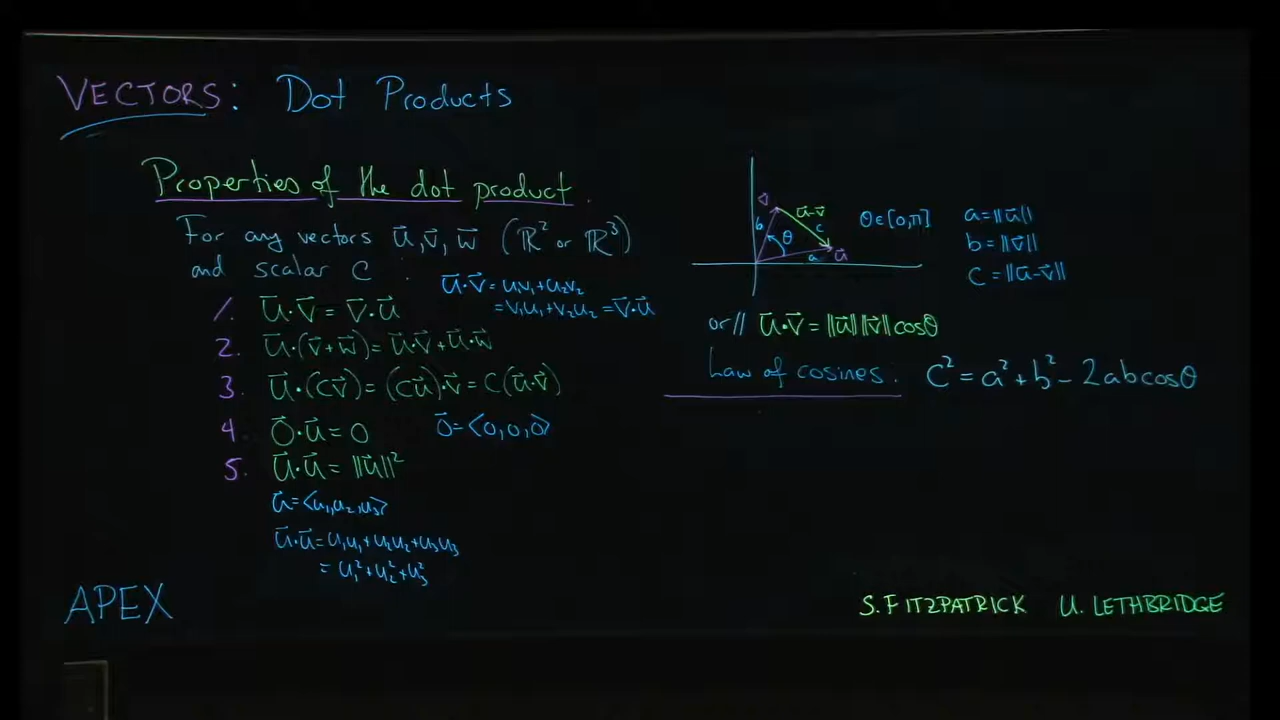 VECTORS: Dot Products
Properties of the dot product.
For any vectors u⃗, v⃗, w⃗ (ℝ² or ℝ³)
and scalar c
u⃗·v⃗ = u₁v₁+u₂v₂
= v₁u₁+v₂u₂ = v⃗·u⃗
1. u⃗·v⃗ = v⃗·u⃗
2. u⃗·(v⃗+w⃗) = u⃗·v⃗+u⃗·w⃗
3. u⃗·(cv⃗) = (cu⃗)·v⃗ = c(u⃗·v⃗)
4. 0⃗·u⃗ = 0 0⃗ = <0,0,0>
5. u⃗·u⃗ = ||u⃗||²
u⃗ = <u₁,u₂,u₃>
u⃗·u⃗ = u₁u₁+u₂u₂+u₃u₃
= u₁²+u₂²+u₃²
v⃗
u⃗-v⃗
b
c
θ
a
u⃗
θ∈[0,π]
a = ||u⃗||
b = ||v⃗||
c = ||u⃗-v⃗||
or// u⃗·v⃗ = ||u⃗|| ||v⃗|| cosθ
Law of cosines: c² = a²+b²-2abcosθ
APEX
S. FITZPATRICK U. LETHBRIDGE